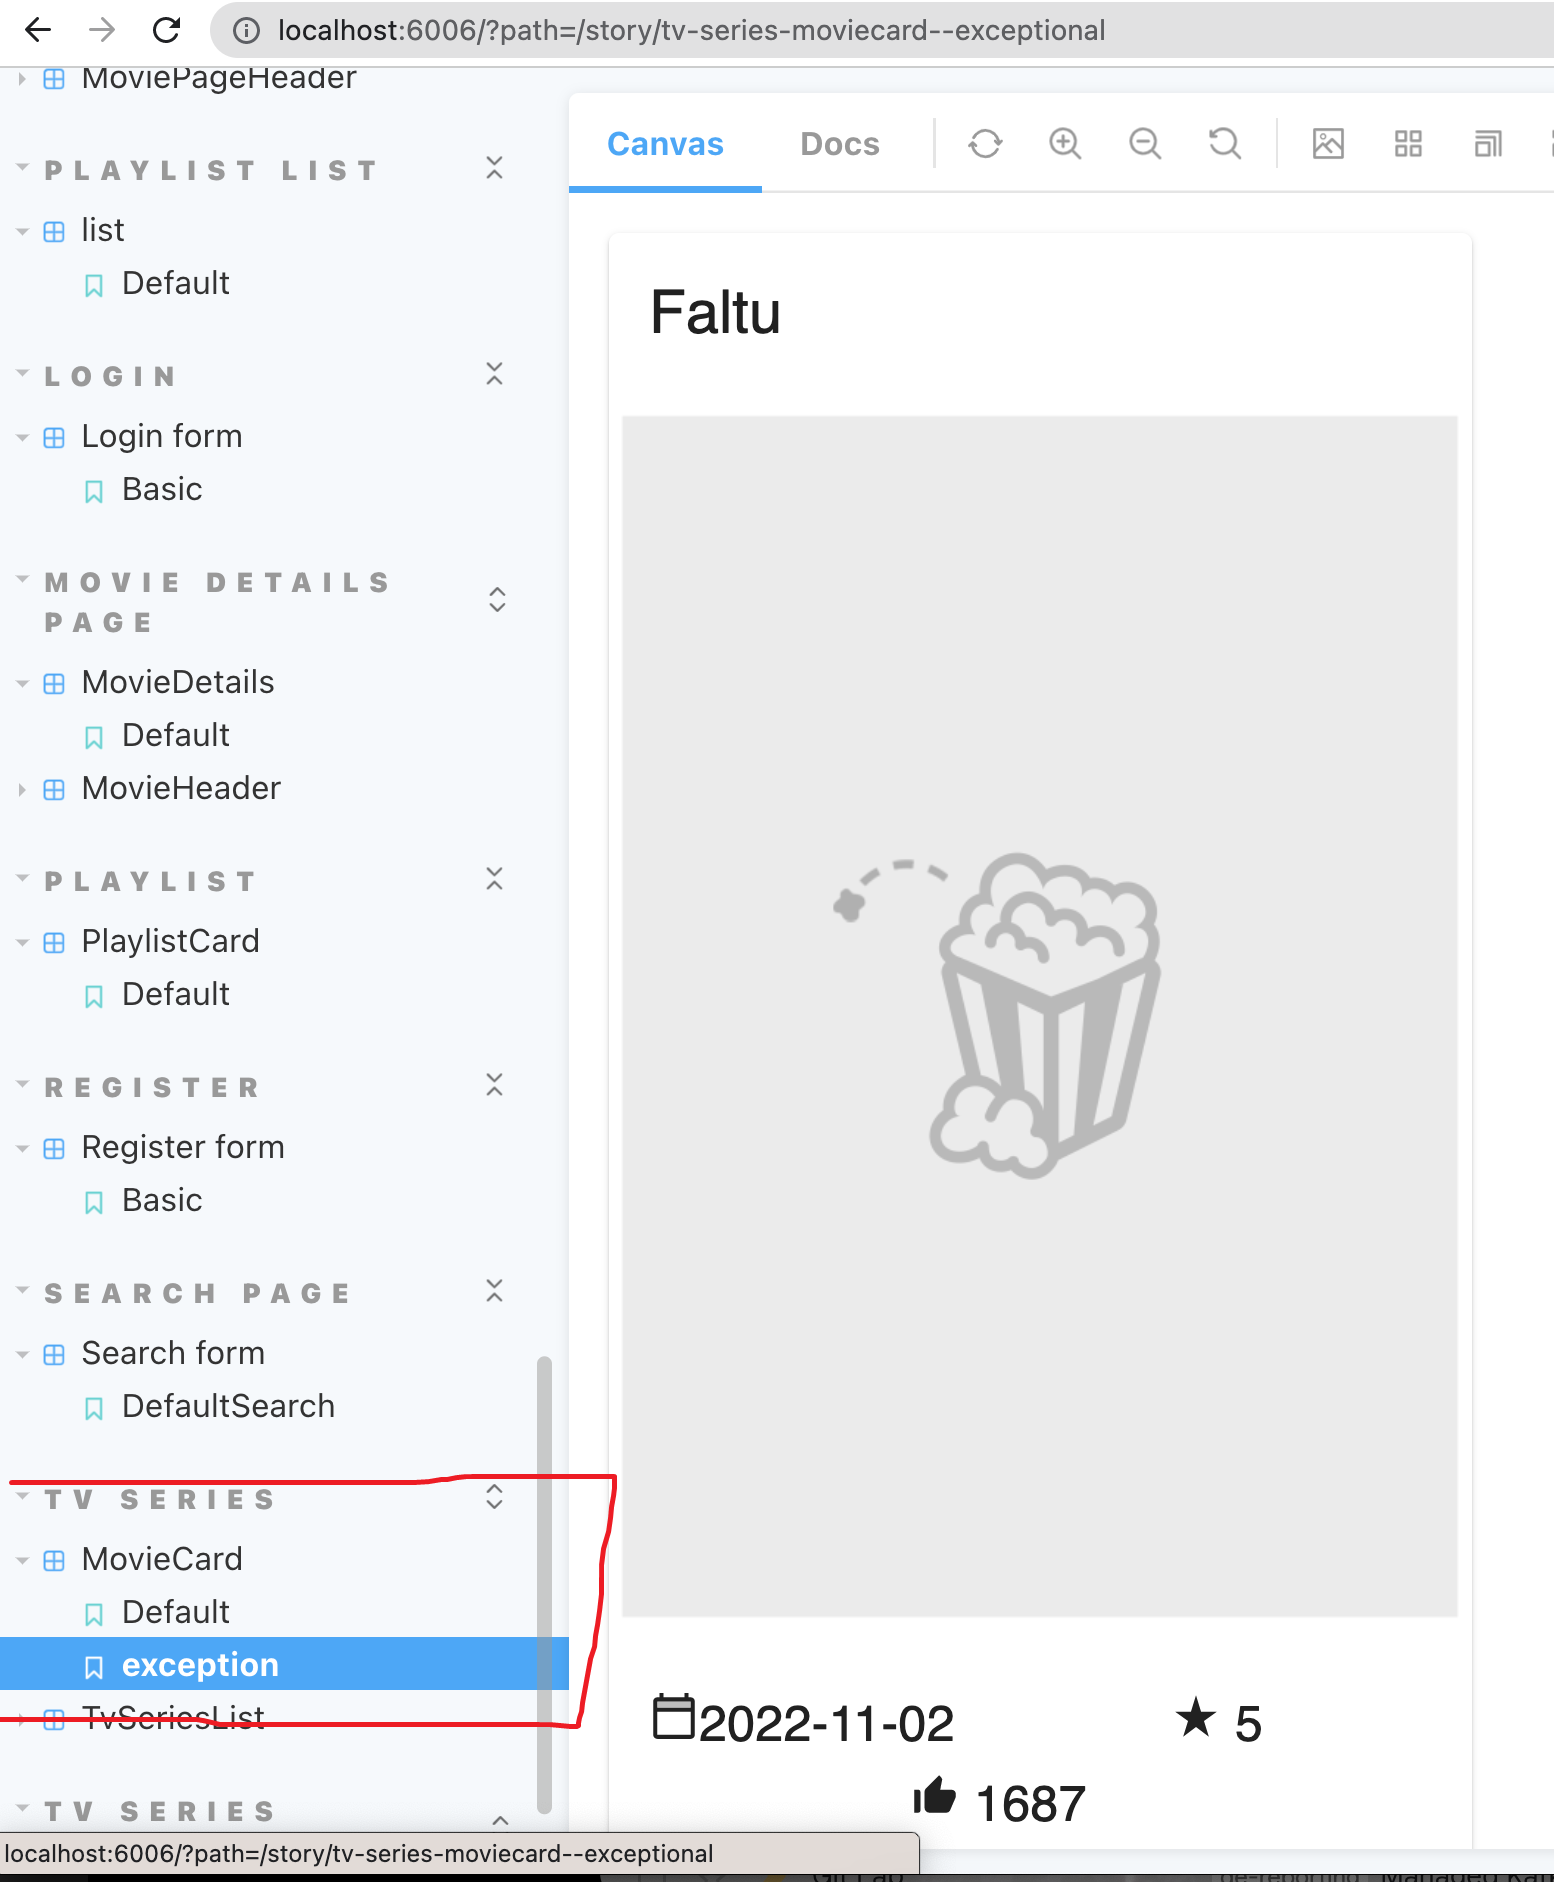 localhost:6006/?path=/story/tv-series-moviecard--exceptional
MoviePageHeader
PLAYLIST LIST
list
Default
LOGIN
Login form
Basic
MOVIE DETAILS
PAGE
MovieDetails
Default
MovieHeader
PLAYLIST
PlaylistCard
Default
REGISTER
Register form
Basic
SEARCH PAGE
Search form
DefaultSearch
TV SERIES
MovieCard
Default
exception
TvSeriesList
TV SERIES
Canvas Docs
Faltu
2022-11-02 5
1687
localhost:6006/?path=/story/tv-series-moviecard--exceptional